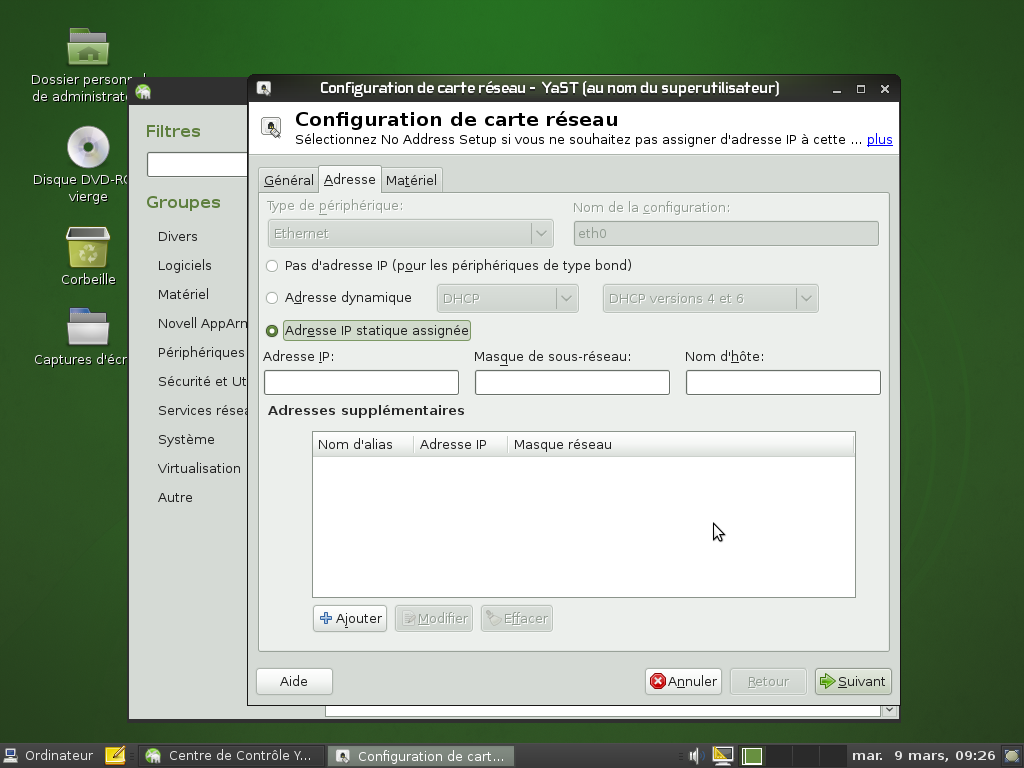 Dossier personn
de administrat
Disque DVD-RO
vierge
Corbeille
Captures d'écr
Filtres
Groupes
Divers
Logiciels
Matériel
Novell AppArn
Périphériques
Sécurité et Ut
Services résea
Système
Virtualisation
Autre
Configuration de carte réseau - YaST (au nom du superutilisateur)
Configuration de carte réseau
Sélectionnez No Address Setup si vous ne souhaitez pas assigner d'adresse IP à cette ... plus
Général Adresse Matériel
Type de périphérique: Nom de la configuration:
Ethernet eth0
Pas d'adresse IP (pour les périphériques de type bond)
Adresse dynamique DHCP DHCP versions 4 et 6
Adresse IP statique assignée
Adresse IP: Masque de sous-réseau: Nom d'hôte:
Adresses supplémentaires
Nom d'alias Adresse IP Masque réseau
Ajouter Modifier Effacer
Aide Annuler Retour Suivant
Ordinateur Centre de Contrôle Y... Configuration de cart... mar. 9 mars, 09:26